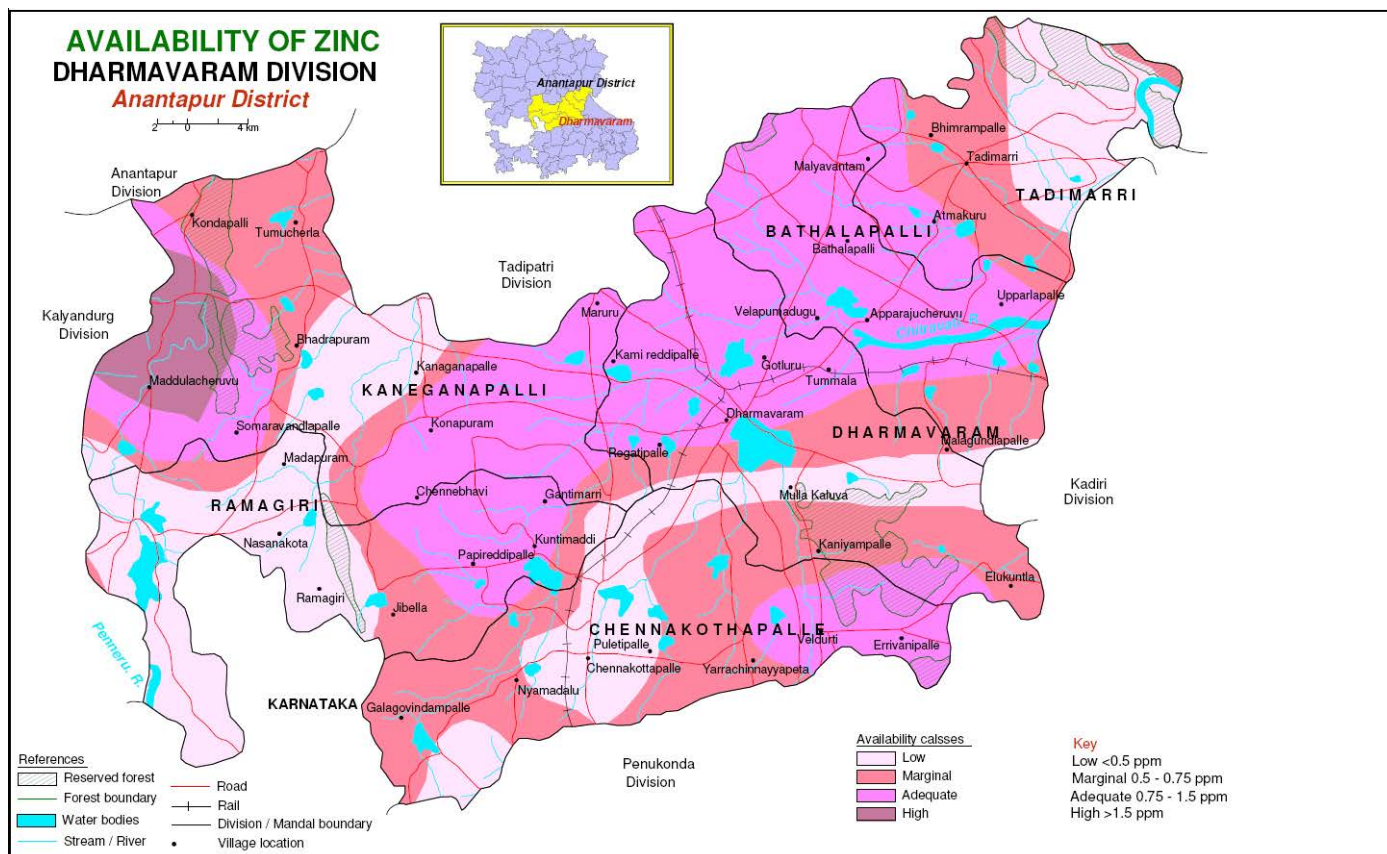 AVAILABILITY OF ZINC
DHARMAVARAM DIVISION
Anantapur District
2 0 4 km
Anantapur District
Dharmavaram
Anantapur
Division
Kondapalli
Tumucherla
Tadipatri
Division
Kalyandurg
Division
Bhimrampalle
Malyavantam
Tadimarri
TADIMARRI
Atmakuru
BATHALAPALLI
Bathalapalli
Upparlapalle
Maruru
Velapumadugu
Apparajucheruvu
Chitravati. R.
Bhadrapuram
Kami reddipalle
Gotluru
Kanaganapalle
Tummala
Maddulacheruvu
KANEGANAPALLI
Dharmavaram
Somaravandlapalle
Konapuram
DHARMAVARAM
Regatipalle
Malagundlapalle
Madapuram
Kadiri
Division
Chennebhavi
Gantimarri
Mulla Kaluva
RAMAGIRI
Nasanakota
Kuntimaddi
Kaniyampalle
Papireddipalle
Elukuntla
Ramagiri
Jibella
CHENNAKOTHAPALLE
Veldurti
Puletipalle
Errivanipalle
Penneru. R.
Chennakottapalle
Yarrachinnayyapeta
Nyamadalu
KARNATAKA
Galagovindampalle
Penukonda
Division
References
Reserved forest
Forest boundary
Water bodies
Stream / River
Road
Rail
Division / Mandal boundary
Village location
Availability calsses
Low
Marginal
Adequate
High
Key
Low <0.5 ppm
Marginal 0.5 - 0.75 ppm
Adequate 0.75 - 1.5 ppm
High >1.5 ppm